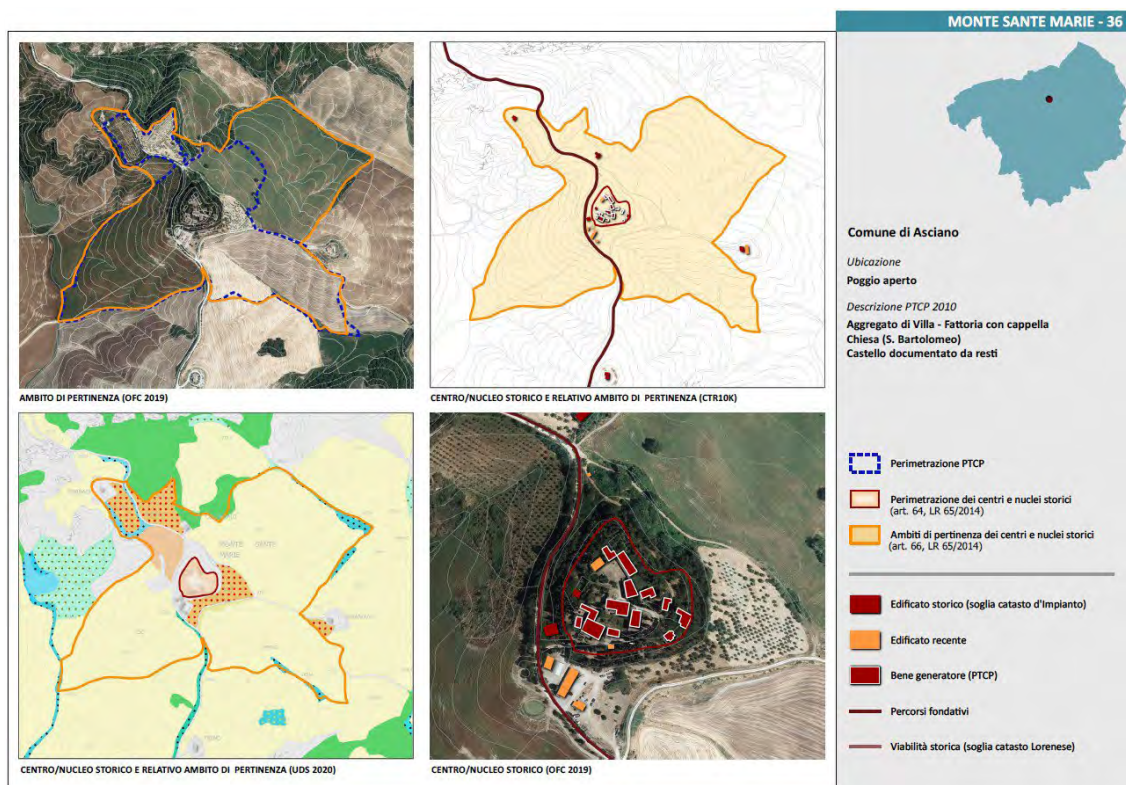 MONTE SANTE MARIE - 36
AMBITO DI PERTINENZA (OFC 2019)
CENTRO/NUCLEO STORICO E RELATIVO AMBITO DI PERTINENZA (CTR10K)
CENTRO/NUCLEO STORICO E RELATIVO AMBITO DI PERTINENZA (UDS 2020)
CENTRO/NUCLEO STORICO (OFC 2019)
Comune di Asciano
Ubicazione
Poggio aperto
Descrizione PTCP 2010
Aggregato di Villa - Fattoria con cappella
Chiesa (S. Bartolomeo)
Castello documentato da resti
Perimetrazione PTCP
Perimetrazione dei centri e nuclei storici
(art. 64, LR 65/2014)
Ambiti di pertinenza dei centri e nuclei storici
(art. 66, LR 65/2014)
Edificato storico (soglia catasto d'Impianto)
Edificato recente
Bene generatore (PTCP)
Percorsi fondativi
Viabilità storica (soglia catasto Lorenese)